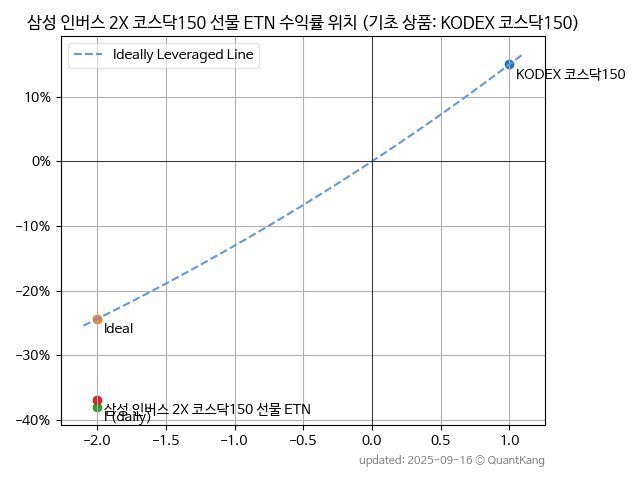 삼성 인버스 2X 코스닥150 선물 ETN 수익률 위치 (기초 상품: KODEX 코스닥150)
Ideally Leveraged Line
KODEX 코스닥150
10%
0%
−10%
−20%
−30%
−40%
Ideal
삼성 인버스 2X 코스닥150 선물 ETN
(daily)
−2.0 −1.5 −1.0 −0.5 0.0 0.5 1.0
updated: 2025-09-16 © QuantKang